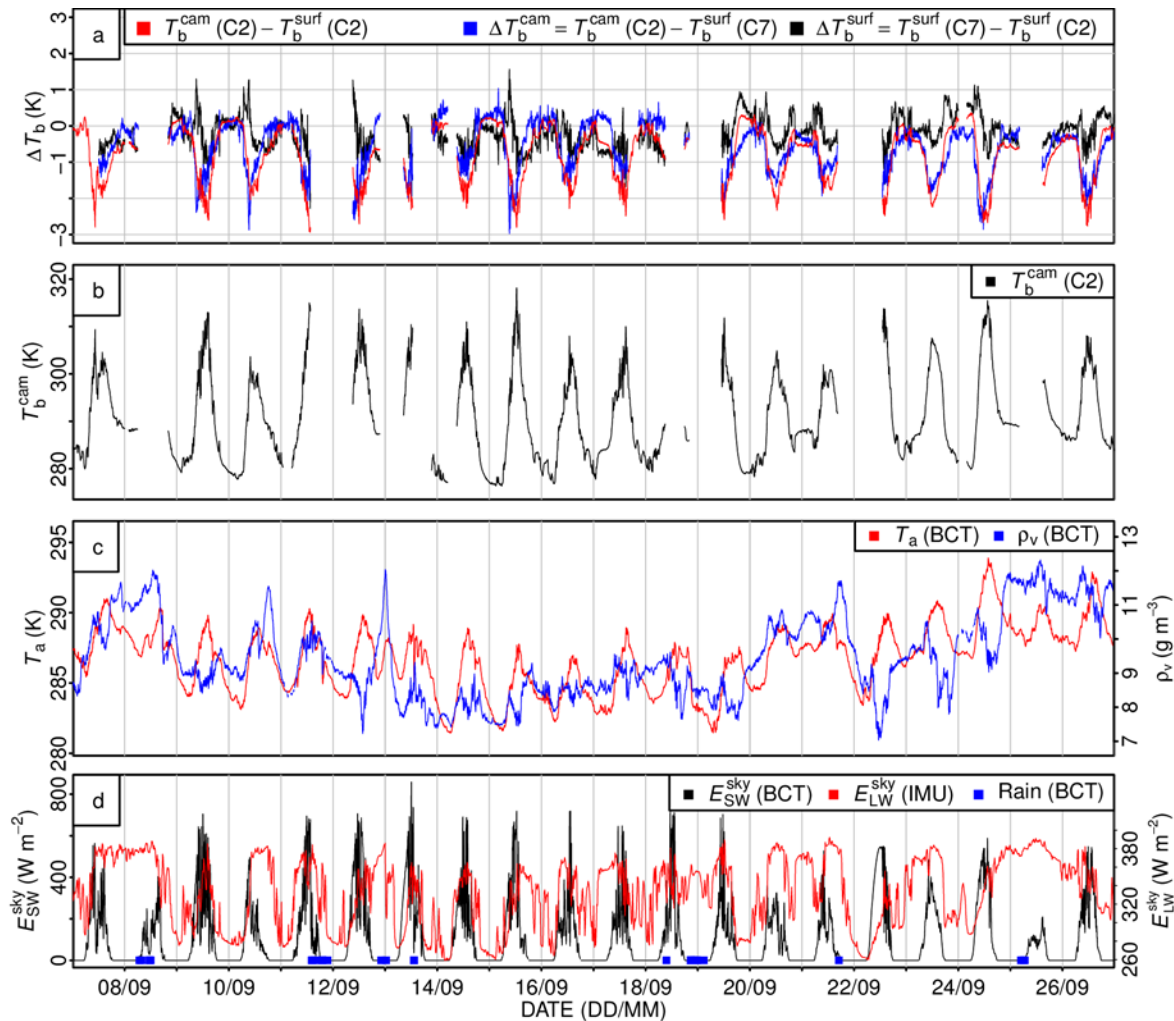 a
T_b^cam (C2) − T_b^surf (C2)
ΔT_b^cam = T_b^cam (C2) − T_b^surf (C7)
ΔT_b^surf = T_b^surf (C7) − T_b^surf (C2)
ΔT_b (K)
3
2
1
0
−1
−3
b
T_b^cam (C2)
T_b^cam (K)
320
300
280
c
T_a (BCT)
ρ_v (BCT)
T_a (K)
295
290
285
280
ρ_v (g m⁻³)
13
11
9
8
7
d
E_SW^sky (BCT)
E_LW^sky (IMU)
Rain (BCT)
E_SW^sky (W m⁻²)
800
400
0
E_LW^sky (W m⁻²)
380
320
260
08/09 10/09 12/09 14/09 16/09 18/09 20/09 22/09 24/09 26/09
DATE (DD/MM)